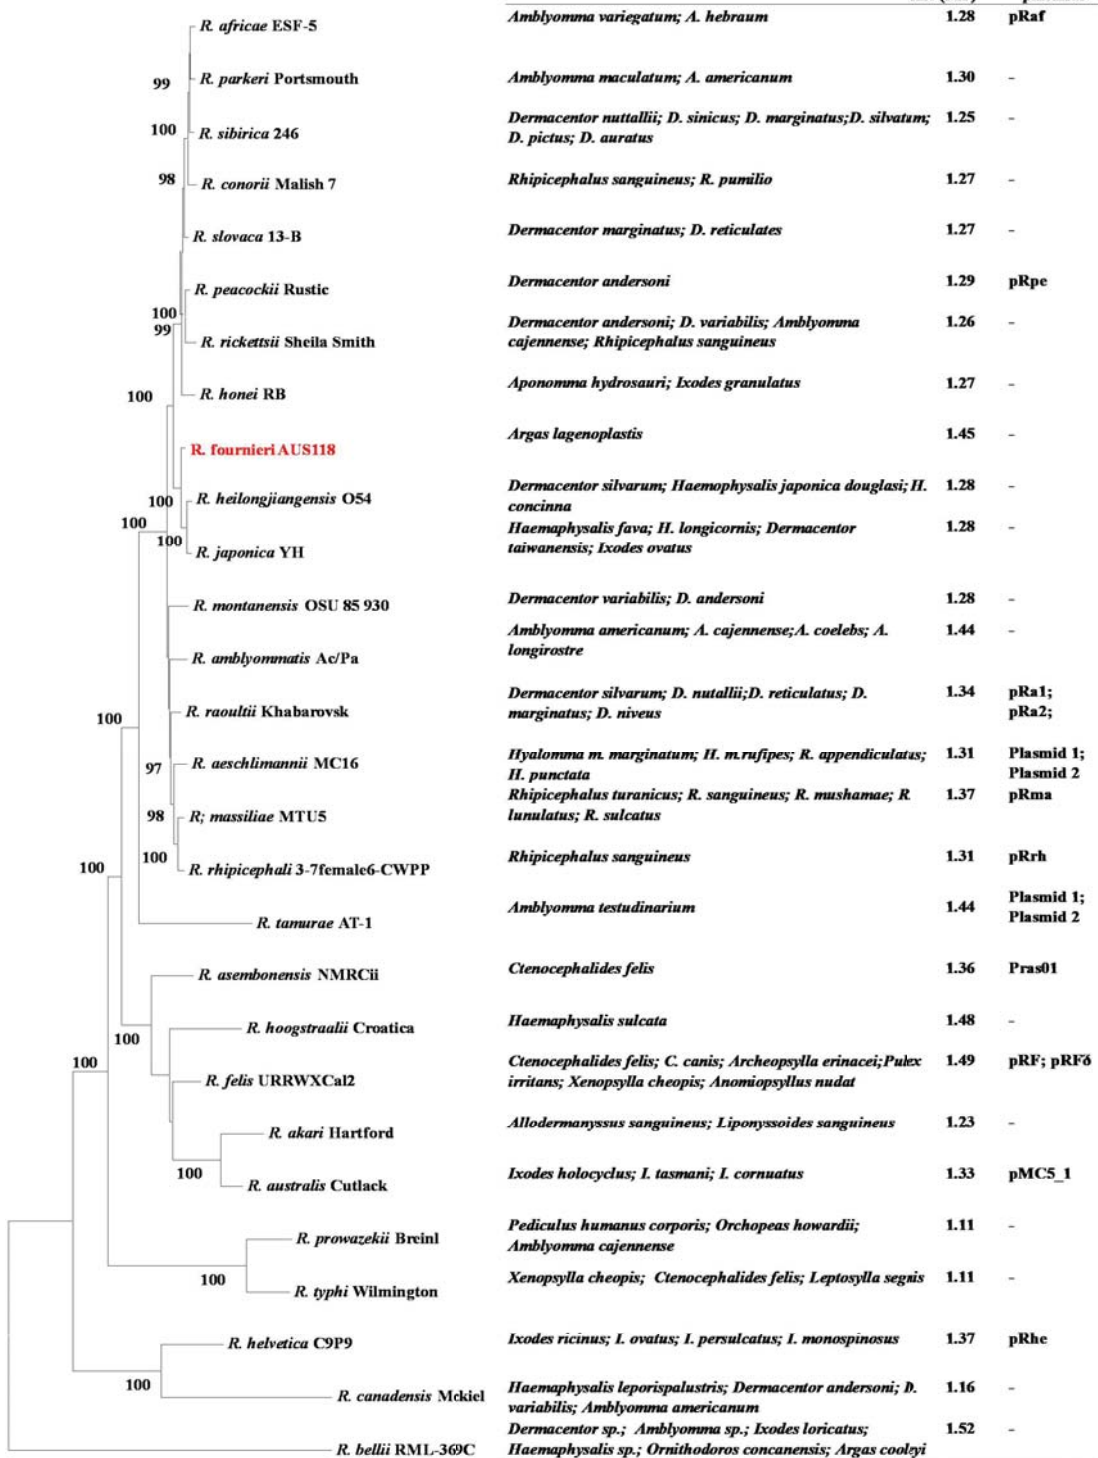 R. africae ESF-5 Amblyomma variegatum; A. hebraum 1.28 pRaf
99 R. parkeri Portsmouth Amblyomma maculatum; A. americanum 1.30 -
100 R. sibirica 246 Dermacentor nuttallii; D. sinicus; D. marginatus;D. silvatum; 1.25 -
D. pictus; D. auratus
98 R. conorii Malish 7 Rhipicephalus sanguineus; R. pumilio 1.27 -
R. slovaca 13-B Dermacentor marginatus; D. reticulates 1.27 -
R. peacockii Rustic Dermacentor andersoni 1.29 pRpe
100
99
R. rickettsii Sheila Smith Dermacentor andersoni; D. variabilis; Amblyomma 1.26 -
cajennense; Rhipicephalus sanguineus
100 R. honei RB Aponomma hydrosauri; Ixodes granulatus 1.27 -
R. fournieri AUS118 Argas lagenoplastis 1.45 -
100 R. heilongjiangensis O54 Dermacentor silvarum; Haemophysalis japonica douglasi; H. 1.28 -
concinna
100 100 R. japonica YH Haemaphysalis fava; H. longicornis; Dermacentor 1.28 -
taiwanensis; Ixodes ovatus
R. montanensis OSU 85 930 Dermacentor variabilis; D. andersoni 1.28 -
R. amblyommatis Ac/Pa Amblyomma americanum; A. cajennense;A. coelebs; A. 1.44 -
longirostre
100 R. raoultii Khabarovsk Dermacentor silvarum; D. nutallii;D. reticulatus; D. 1.34 pRa1;
marginatus; D. niveus pRa2;
97 R. aeschlimannii MC16 Hyalomma m. marginatum; H. m.rufipes; R. appendiculatus; 1.31 Plasmid 1;
H. punctata Plasmid 2
98 R; massiliae MTU5 Rhipicephalus turanicus; R. sanguineus; R. mushamae; R 1.37 pRma
lunulatus; R. sulcatus
100 100 R. rhipicephali 3-7female6-CWPP Rhipicephalus sanguineus 1.31 pRrh
R. tamurae AT-1 Amblyomma testudinarium 1.44 Plasmid 1;
Plasmid 2
R. asembonensis NMRCii Ctenocephalides felis 1.36 Pras01
100 R. hoogstraalii Croatica Haemaphysalis sulcata 1.48 -
100 R. felis URRWXCal2 Ctenocephalides felis; C. canis; Archeopsylla erinacei;Pulex 1.49 pRF; pRFδ
irritans; Xenopsylla cheopis; Anomiopsyllus nudat
R. akari Hartford Allodermanyssus sanguineus; Liponyssoides sanguineus 1.23 -
100 R. australis Cutlack Ixodes holocyclus; I. tasmani; I. cornuatus 1.33 pMC5_1
R. prowazekii Breinl Pediculus humanus corporis; Orchopeas howardii; 1.11 -
Amblyomma cajennense
100 R. typhi Wilmington Xenopsylla cheopis; Ctenocephalides felis; Leptosylla segnis 1.11 -
R. helvetica C9P9 Ixodes ricinus; I. ovatus; I. persulcatus; I. monospinosus 1.37 pRhe
100 R. canadensis Mckiel Haemaphysalis leporispalustris; Dermacentor andersoni; D. 1.16 -
variabilis; Amblyomma americanum
R. bellii RML-369C Dermacentor sp.; Amblyomma sp.; Ixodes loricatus; 1.52 -
Haemaphysalis sp.; Ornithodoros concanensis; Argas cooleyi